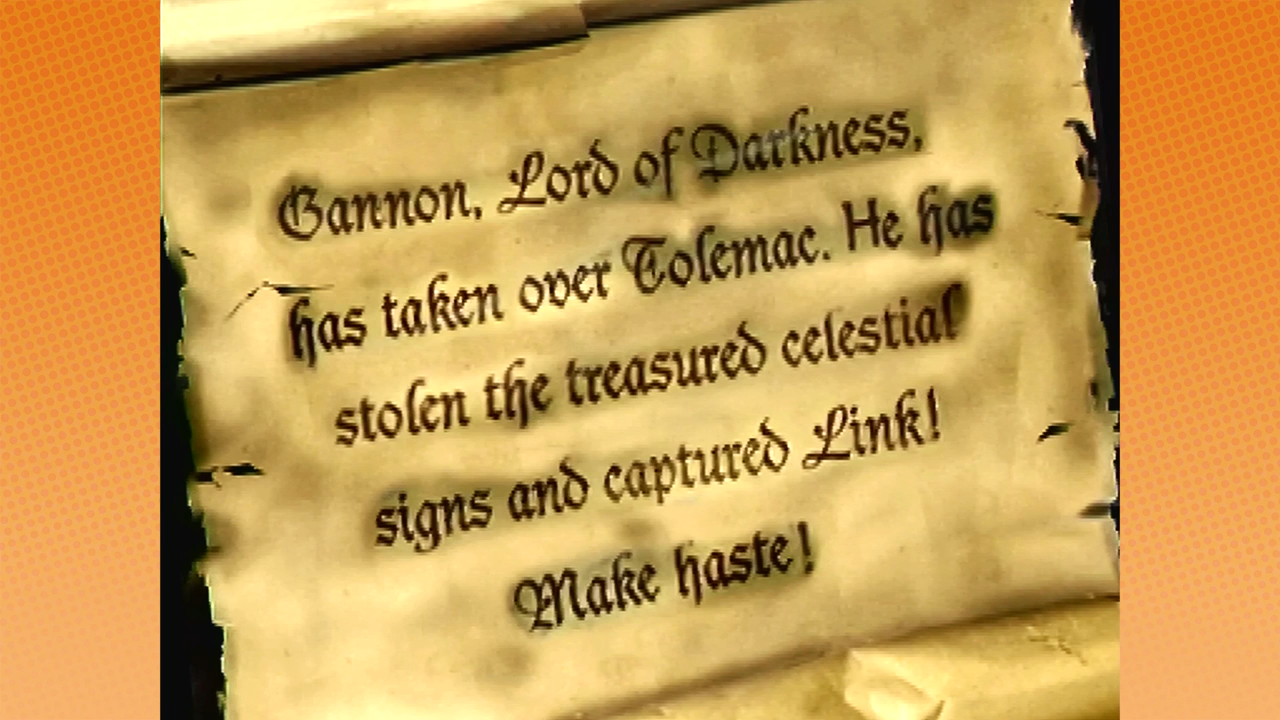 Gannon, Lord of Darkness,
has taken over Tolemac. He has
stolen the treasured celestial
signs and captured Link!
Make haste!